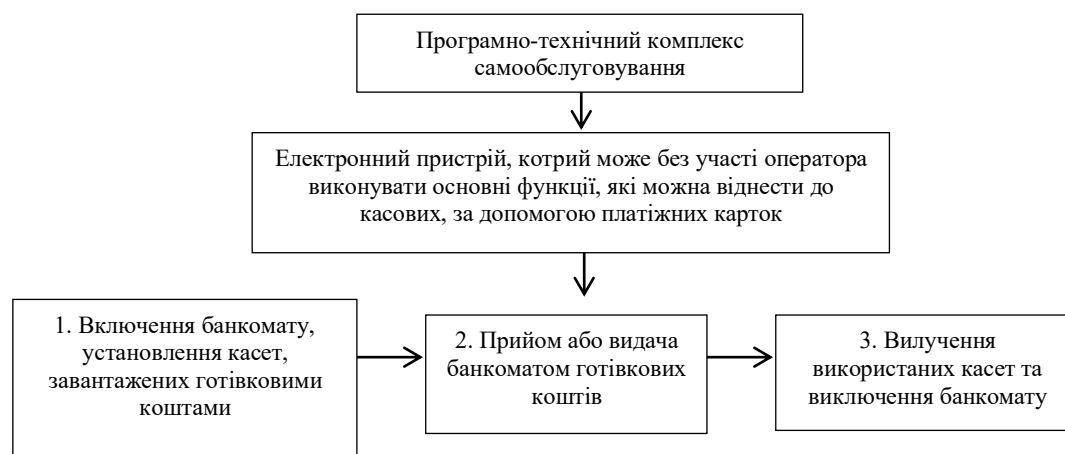 Програмно-технічний комплекс
самообслуговування
Електронний пристрій, котрий може без участі оператора
виконувати основні функції, які можна віднести до
касових, за допомогою платіжних карток
1. Включення банкомату,
установлення касет,
завантажених готівковими
коштами
2. Прийом або видача
банкоматом готівкових
коштів
3. Вилучення
використаних касет та
виключення банкомату